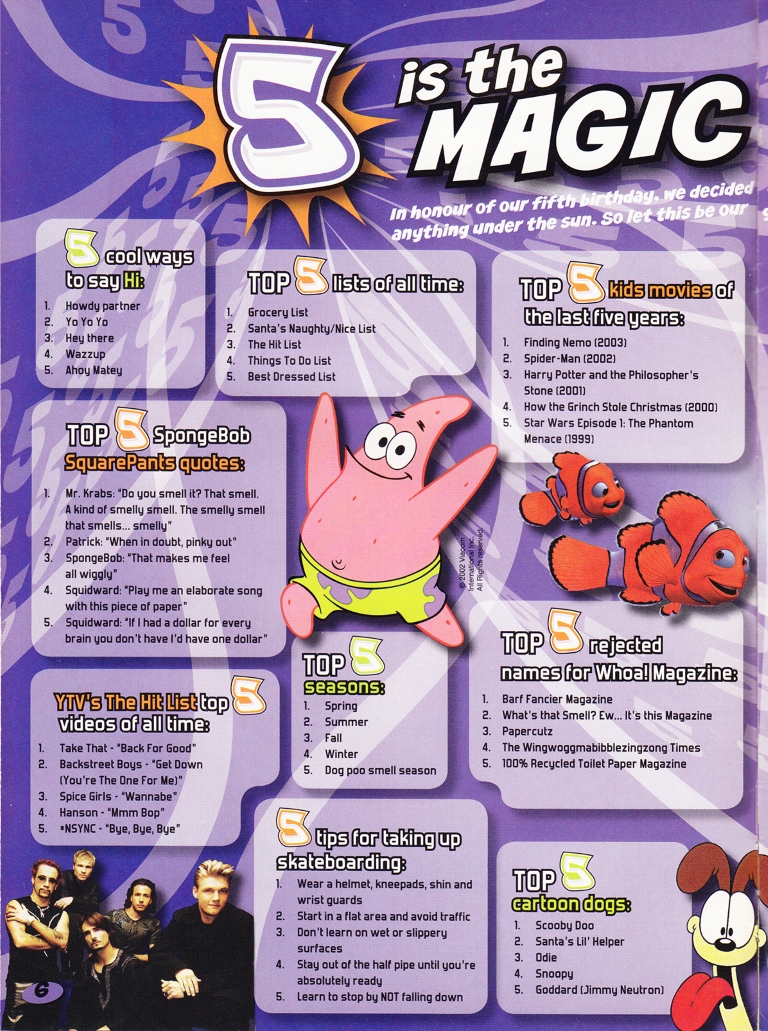 5 is the
MAGIC
In honour of our fifth birthday, we decided
anything under the sun. So let this be our
5 cool ways
to say Hi:
1. Howdy partner
2. Yo Yo Yo
3. Hey there
4. Wazzup
5. Ahoy Matey
TOP 5 lists of all time:
1. Grocery List
2. Santa's Naughty/Nice List
3. The Hit List
4. Things To Do List
5. Best Dressed List
TOP 5 kids movies of
the last five years:
1. Finding Nemo (2003)
2. Spider-Man (2002)
3. Harry Potter and the Philosopher's
Stone (2001)
4. How the Grinch Stole Christmas (2000)
5. Star Wars Episode 1: The Phantom
Menace (1999)
TOP 5 SpongeBob
SquarePants quotes:
1. Mr. Krabs: "Do you smell it? That smell.
A kind of smelly smell. The smelly smell
that smells... smelly"
2. Patrick: "When in doubt, pinky out"
3. SpongeBob: "That makes me feel
all wiggly"
4. Squidward: "Play me an elaborate song
with this piece of paper"
5. Squidward: "If I had a dollar for every
brain you don't have I'd have one dollar"
© 2002 Viacom
International Inc.
All Rights reserved.
TOP 5
seasons:
1. Spring
2. Summer
3. Fall
4. Winter
5. Dog poo smell season
TOP 5 rejected
names for Whoa! Magazine:
1. Barf Fancier Magazine
2. What's that Smell? Ew... It's this Magazine
3. Papercutz
4. The Wingwoggmabibblezingzong Times
5. 100% Recycled Toilet Paper Magazine
YTV's The Hit List top 5
videos of all time:
1. Take That - "Back For Good"
2. Backstreet Boys - "Get Down
(You're The One For Me)"
3. Spice Girls - "Wannabe"
4. Hanson - "Mmm Bop"
5. *NSYNC - "Bye, Bye, Bye"
5 tips for taking up
skateboarding:
1. Wear a helmet, kneepads, shin and
wrist guards
2. Start in a flat area and avoid traffic
3. Don't learn on wet or slippery
surfaces
4. Stay out of the half pipe until you're
absolutely ready
5. Learn to stop by NOT falling down
TOP 5
cartoon dogs:
1. Scooby Doo
2. Santa's Lil' Helper
3. Odie
4. Snoopy
5. Goddard (Jimmy Neutron)
6